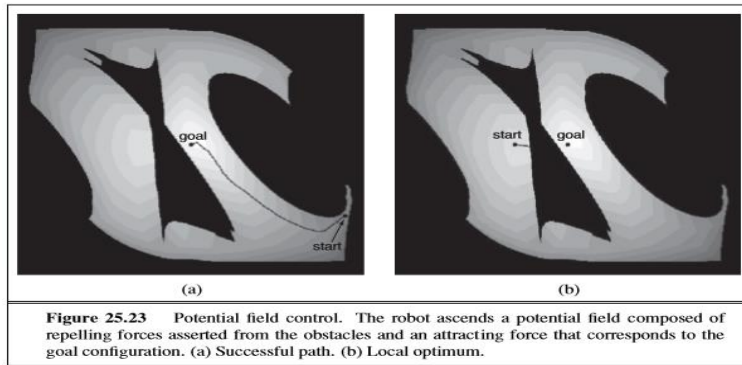 goal
start
start
goal
(a)
(b)
Figure 25.23 Potential field control. The robot ascends a potential field composed of
repelling forces asserted from the obstacles and an attracting force that corresponds to the
goal configuration. (a) Successful path. (b) Local optimum.